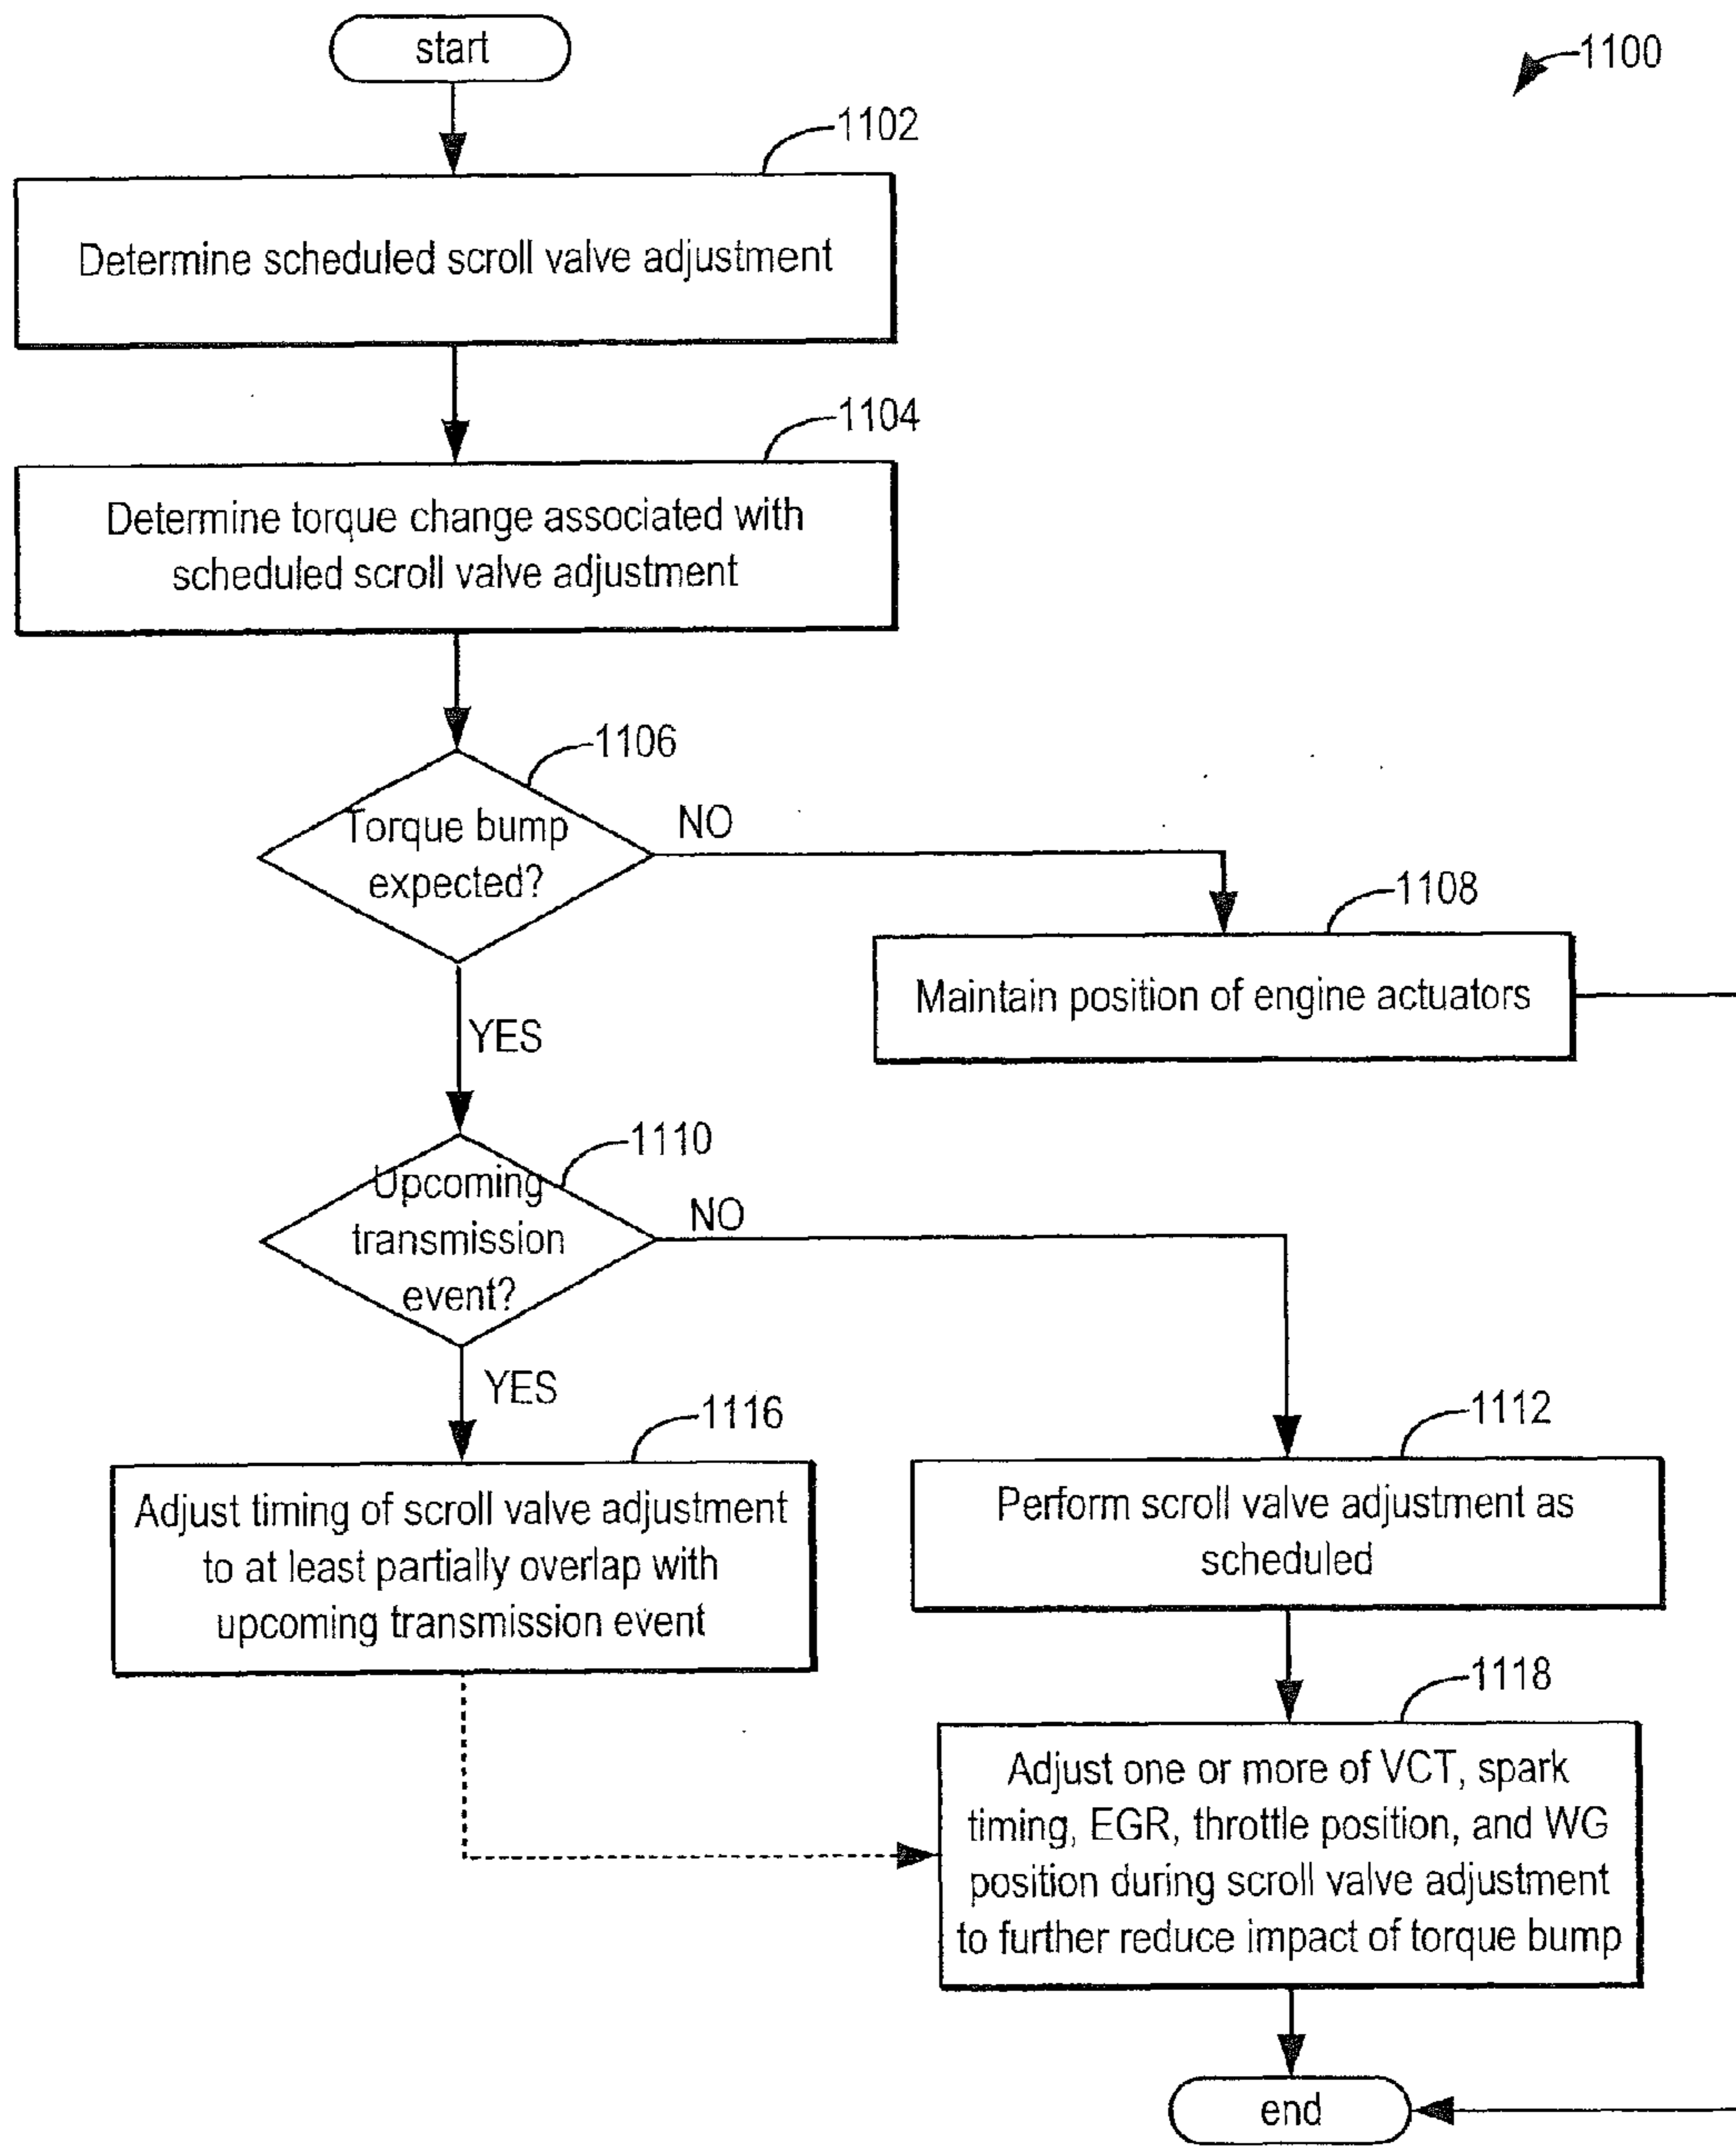 start
1100
1102
Determine scheduled scroll valve adjustment
1104
Determine torque change associated with
scheduled scroll valve adjustment
1106
Torque bump
expected?
NO
1108
Maintain position of engine actuators
YES
1110
Upcoming
transmission
event?
NO
YES
1116
Adjust timing of scroll valve adjustment
to at least partially overlap with
upcoming transmission event
1112
Perform scroll valve adjustment as
scheduled
1118
Adjust one or more of VCT, spark
timing, EGR, throttle position, and WG
position during scroll valve adjustment
to further reduce impact of torque bump
end